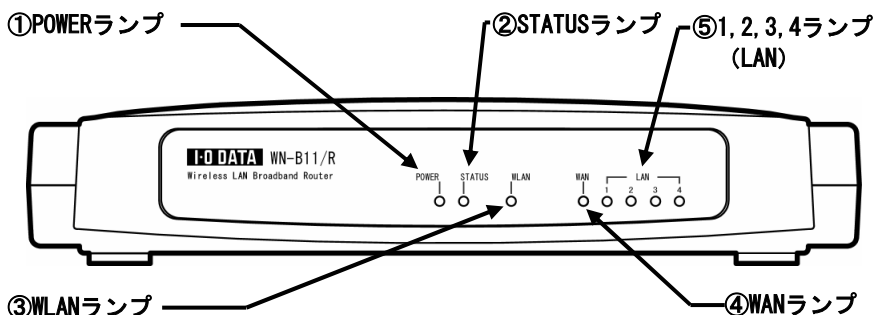 ①POWERランプ
②STATUSランプ
⑤1,2,3,4ランプ
(LAN)
I-O DATA WN-B11/R
Wireless LAN Broadband Router
POWER STATUS WLAN WAN LAN
1 2 3 4
③WLANランプ
④WANランプ